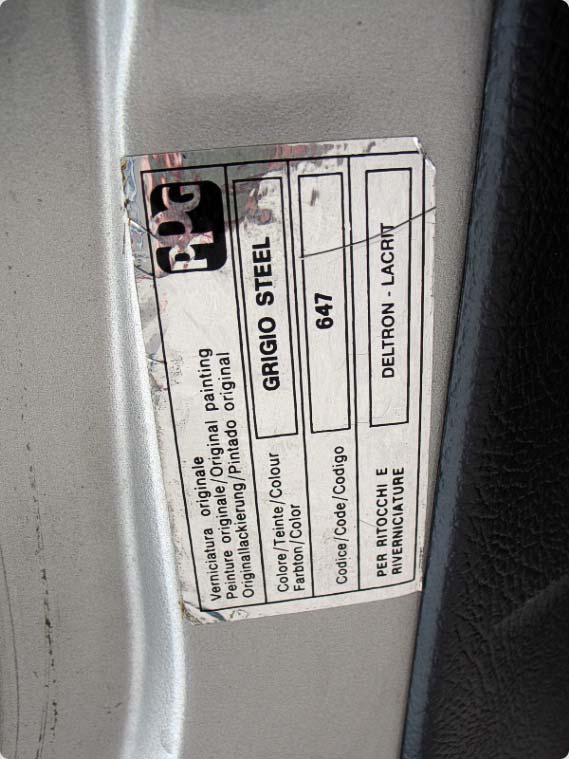 PPG
Verniciatura originale
Peinture originale/Original painting
Originallackierung/Pintado original
Colore/Teinte/Colour
Farbton/Color
GRIGIO STEEL
Codice/Code/Codigo
647
PER RITOCCHI E
RIVERNICIATURE
DELTRON - LACRIT